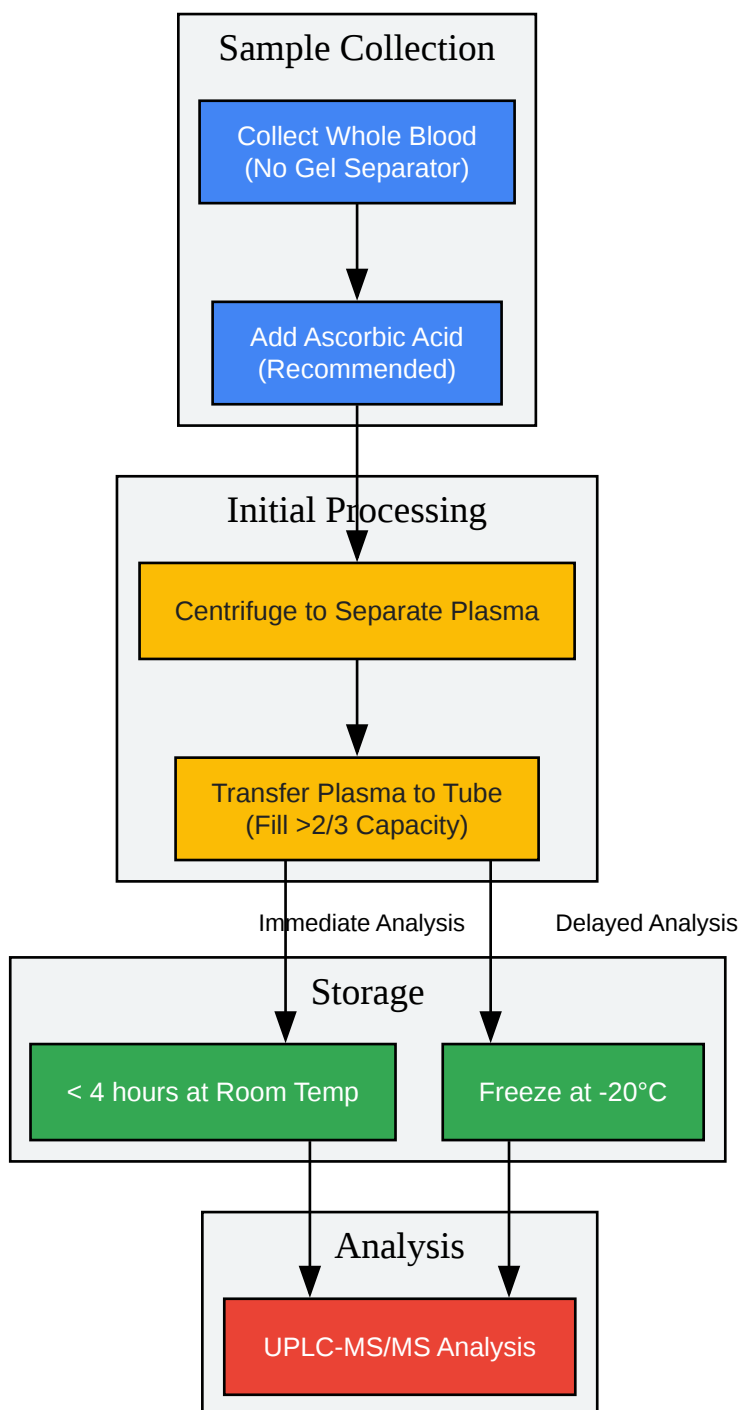 Sample Collection
Collect Whole Blood
(No Gel Separator)
Add Ascorbic Acid
(Recommended)
Initial Processing
Centrifuge to Separate Plasma
Transfer Plasma to Tube
(Fill >2/3 Capacity)
Immediate Analysis
Delayed Analysis
Storage
< 4 hours at Room Temp
Freeze at -20°C
Analysis
UPLC-MS/MS Analysis